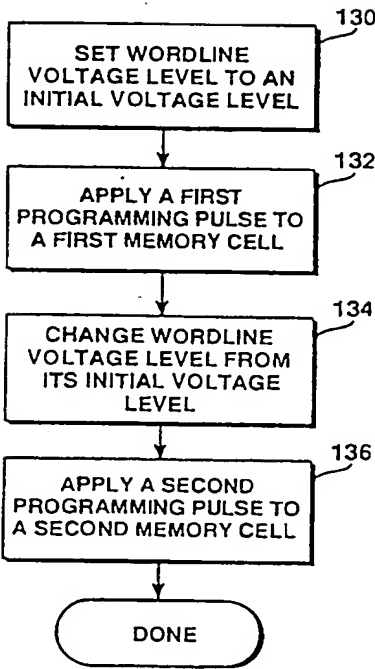 130
SET WORDLINE
VOLTAGE LEVEL TO AN
INITIAL VOLTAGE LEVEL
132
APPLY A FIRST
PROGRAMMING PULSE TO
A FIRST MEMORY CELL
134
CHANGE WORDLINE
VOLTAGE LEVEL FROM
ITS INITIAL VOLTAGE
LEVEL
136
APPLY A SECOND
PROGRAMMING PULSE TO
A SECOND MEMORY CELL
DONE